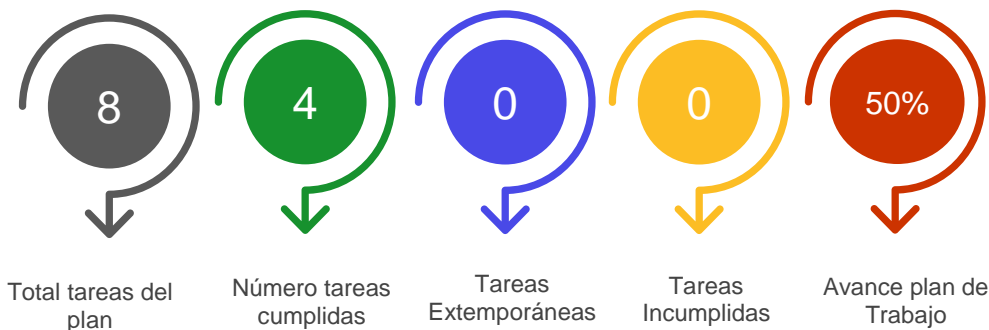 8
4
0
0
50%
Total tareas del
plan
Número tareas
cumplidas
Tareas
Extemporáneas
Tareas
Incumplidas
Avance plan de
Trabajo